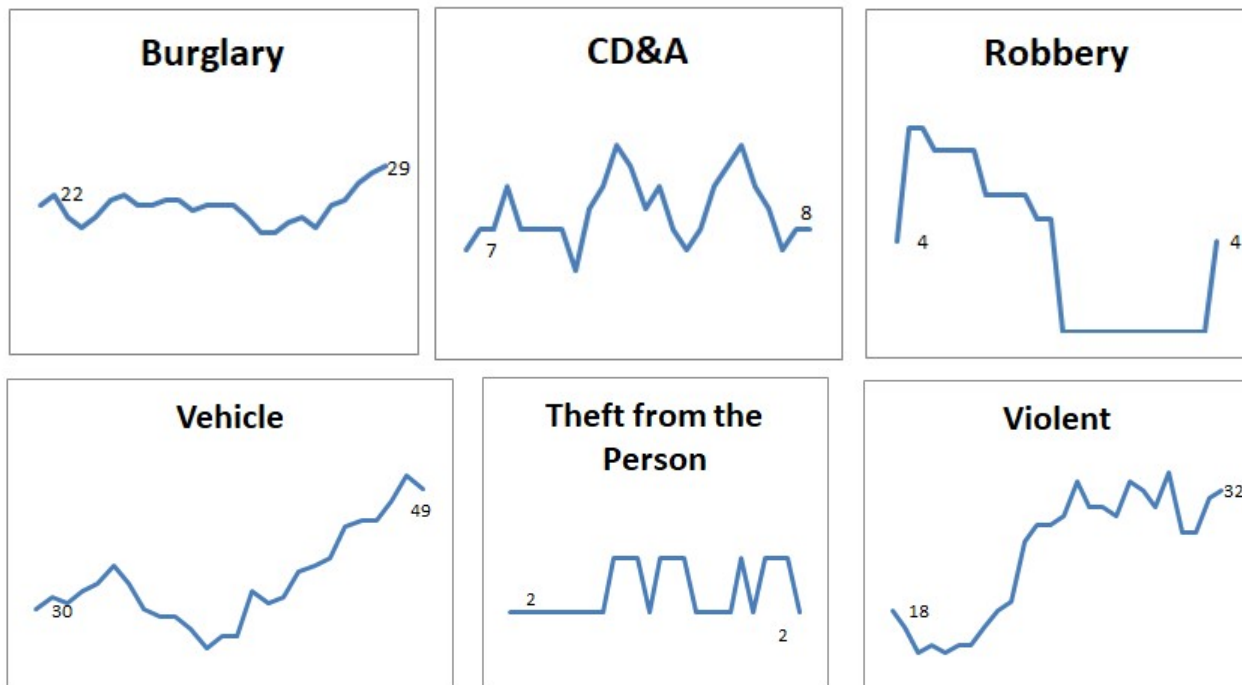 Burglary
22
29
CD&A
7
8
Robbery
4
4
Vehicle
30
49
Theft from the
Person
2
2
Violent
18
32